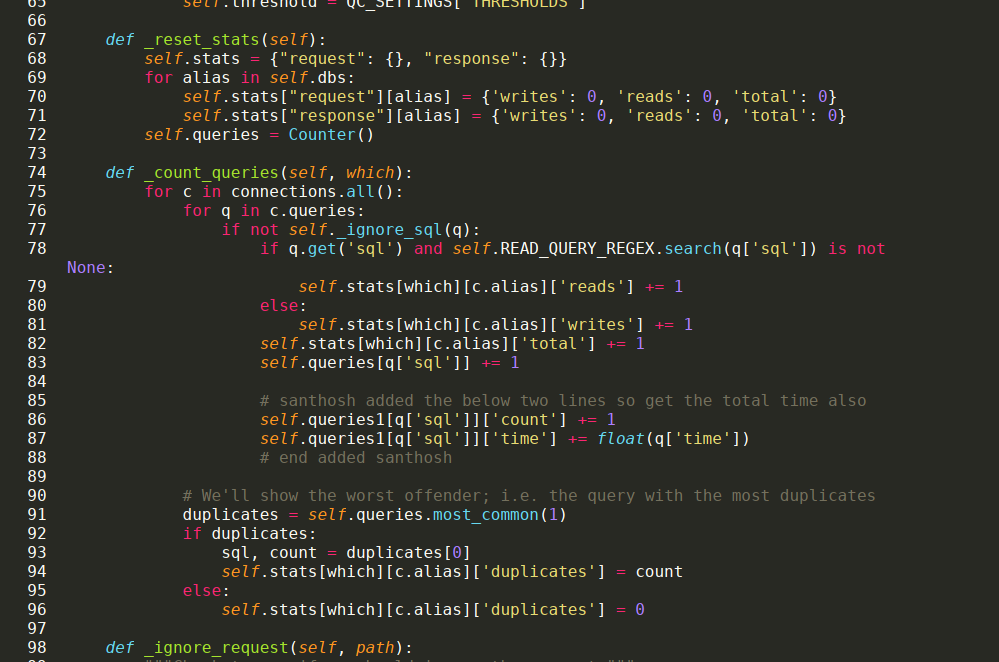 65             self.threshold = QC_SETTINGS['THRESHOLDS']
66
67     def _reset_stats(self):
68         self.stats = {"request": {}, "response": {}}
69         for alias in self.dbs:
70             self.stats["request"][alias] = {'writes': 0, 'reads': 0, 'total': 0}
71             self.stats["response"][alias] = {'writes': 0, 'reads': 0, 'total': 0}
72         self.queries = Counter()
73
74     def _count_queries(self, which):
75         for c in connections.all():
76             for q in c.queries:
77                 if not self._ignore_sql(q):
78                     if q.get('sql') and self.READ_QUERY_REGEX.search(q['sql']) is not
None:
79                         self.stats[which][c.alias]['reads'] += 1
80                     else:
81                         self.stats[which][c.alias]['writes'] += 1
82                     self.stats[which][c.alias]['total'] += 1
83                     self.queries[q['sql']] += 1
84
85                     # santhosh added the below two lines so get the total time also
86                     self.queries1[q['sql']]['count'] += 1
87                     self.queries1[q['sql']]['time'] += float(q['time'])
88                     # end added santhosh
89
90             # We'll show the worst offender; i.e. the query with the most duplicates
91             duplicates = self.queries.most_common(1)
92             if duplicates:
93                 sql, count = duplicates[0]
94                 self.stats[which][c.alias]['duplicates'] = count
95             else:
96                 self.stats[which][c.alias]['duplicates'] = 0
97
98     def _ignore_request(self, path):